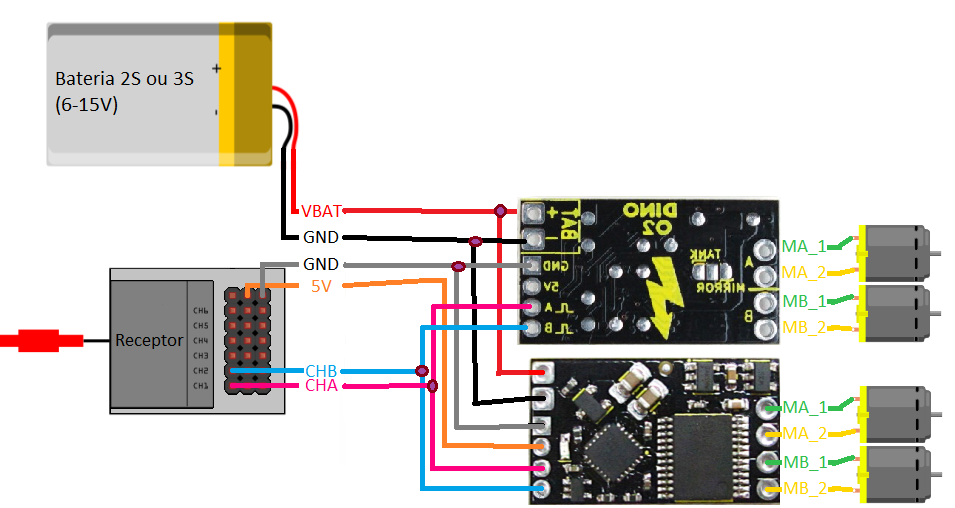 Bateria 2S ou 3S
(6-15V)
+
-
VBAT
GND
GND
5V
Receptor
CH6
CH5
CH4
CH3
CH2
CH1
CHB
CHA
+
BAT
-
GND
5V
A
B
DINO
O2
TANK
MIRROR
A
B
MA_1
MA_2
MB_1
MB_2
MA_1
MA_2
MB_1
MB_2